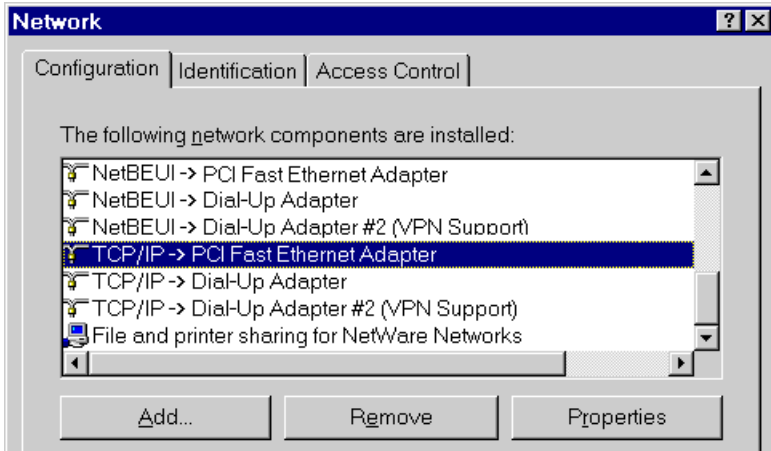 Network
Configuration Identification Access Control
The following network components are installed:
NetBEUI -> PCI Fast Ethernet Adapter
NetBEUI -> Dial-Up Adapter
NetBEUI -> Dial-Up Adapter #2 (VPN Support)
TCP/IP -> PCI Fast Ethernet Adapter
TCP/IP -> Dial-Up Adapter
TCP/IP -> Dial-Up Adapter #2 (VPN Support)
File and printer sharing for NetWare Networks
Add... Remove Properties